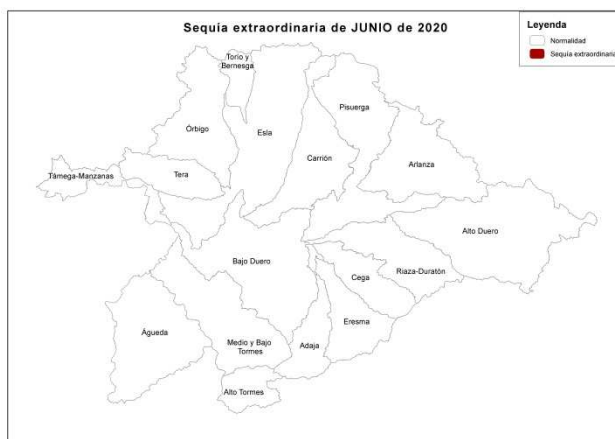 Sequía extraordinaria de JUNIO de 2020
Leyenda
Normalidad
Sequía extraordinaria
Torio y
Bernesga
Pisuerga
Órbigo
Esla
Carrión
Arlanza
Támega-Manzanas
Tera
Alto Duero
Bajo Duero
Riaza-Duratón
Cega
Eresma
Águeda
Medio y Bajo
Tormes
Adaja
Alto Tormes